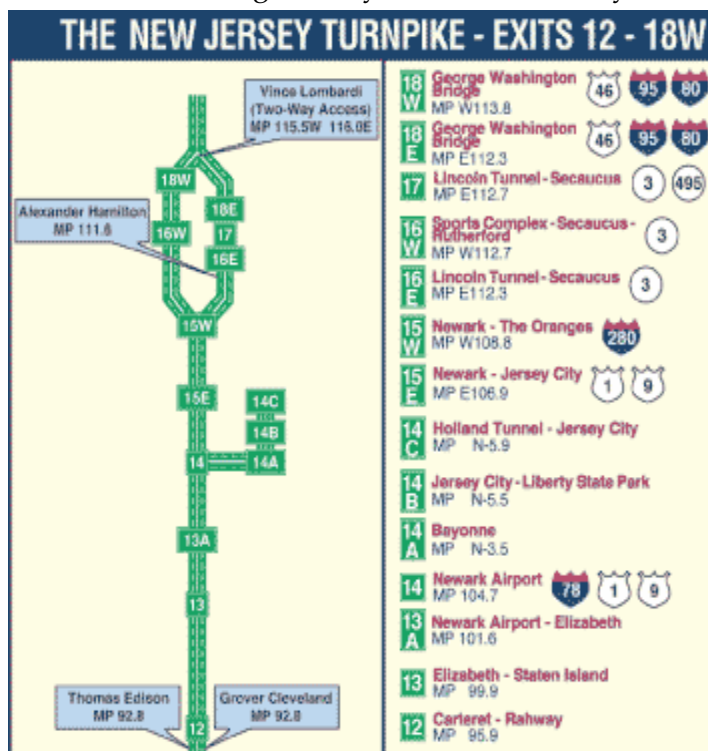 THE NEW JERSEY TURNPIKE - EXITS 12 - 18W
Vince Lombardi
(Two-Way Access)
MP 115.5W 116.0E
18W
18E
Alexander Hamilton
MP 111.6
16W
17
16E
15W
15E
14C
14B
14
14A
13A
13
Thomas Edison
MP 92.8
Grover Cleveland
MP 92.8
12
18 W George Washington
Bridge
MP W113.8
46 95 80
18 E George Washington
Bridge
MP E112.3
46 95 80
17 Lincoln Tunnel - Secaucus
MP E112.7
3 495
16 W Sports Complex - Secaucus -
Rutherford
MP W112.7
3
16 E Lincoln Tunnel - Secaucus
MP E112.3
3
15 W Newark - The Oranges
MP W108.8
280
15 E Newark - Jersey City
MP E106.9
1 9
14 C Holland Tunnel - Jersey City
MP N-5.9
14 B Jersey City - Liberty State Park
MP N-5.5
14 A Bayonne
MP N-3.5
14 Newark Airport
MP 104.7
78 1 9
13 A Newark Airport - Elizabeth
MP 101.6
13 Elizabeth - Staten Island
MP 99.9
12 Carteret - Rahway
MP 95.9